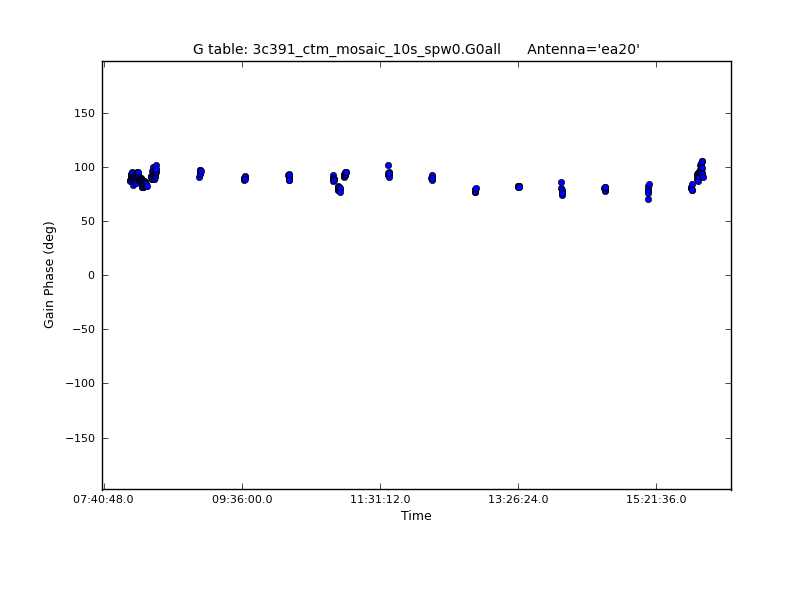 G table: 3c391_ctm_mosaic_10s_spw0.G0all      Antenna='ea20'
150
100
50
0
−50
−100
−150
Gain Phase (deg)
07:40:48.0 09:36:00.0 11:31:12.0 13:26:24.0 15:21:36.0
Time